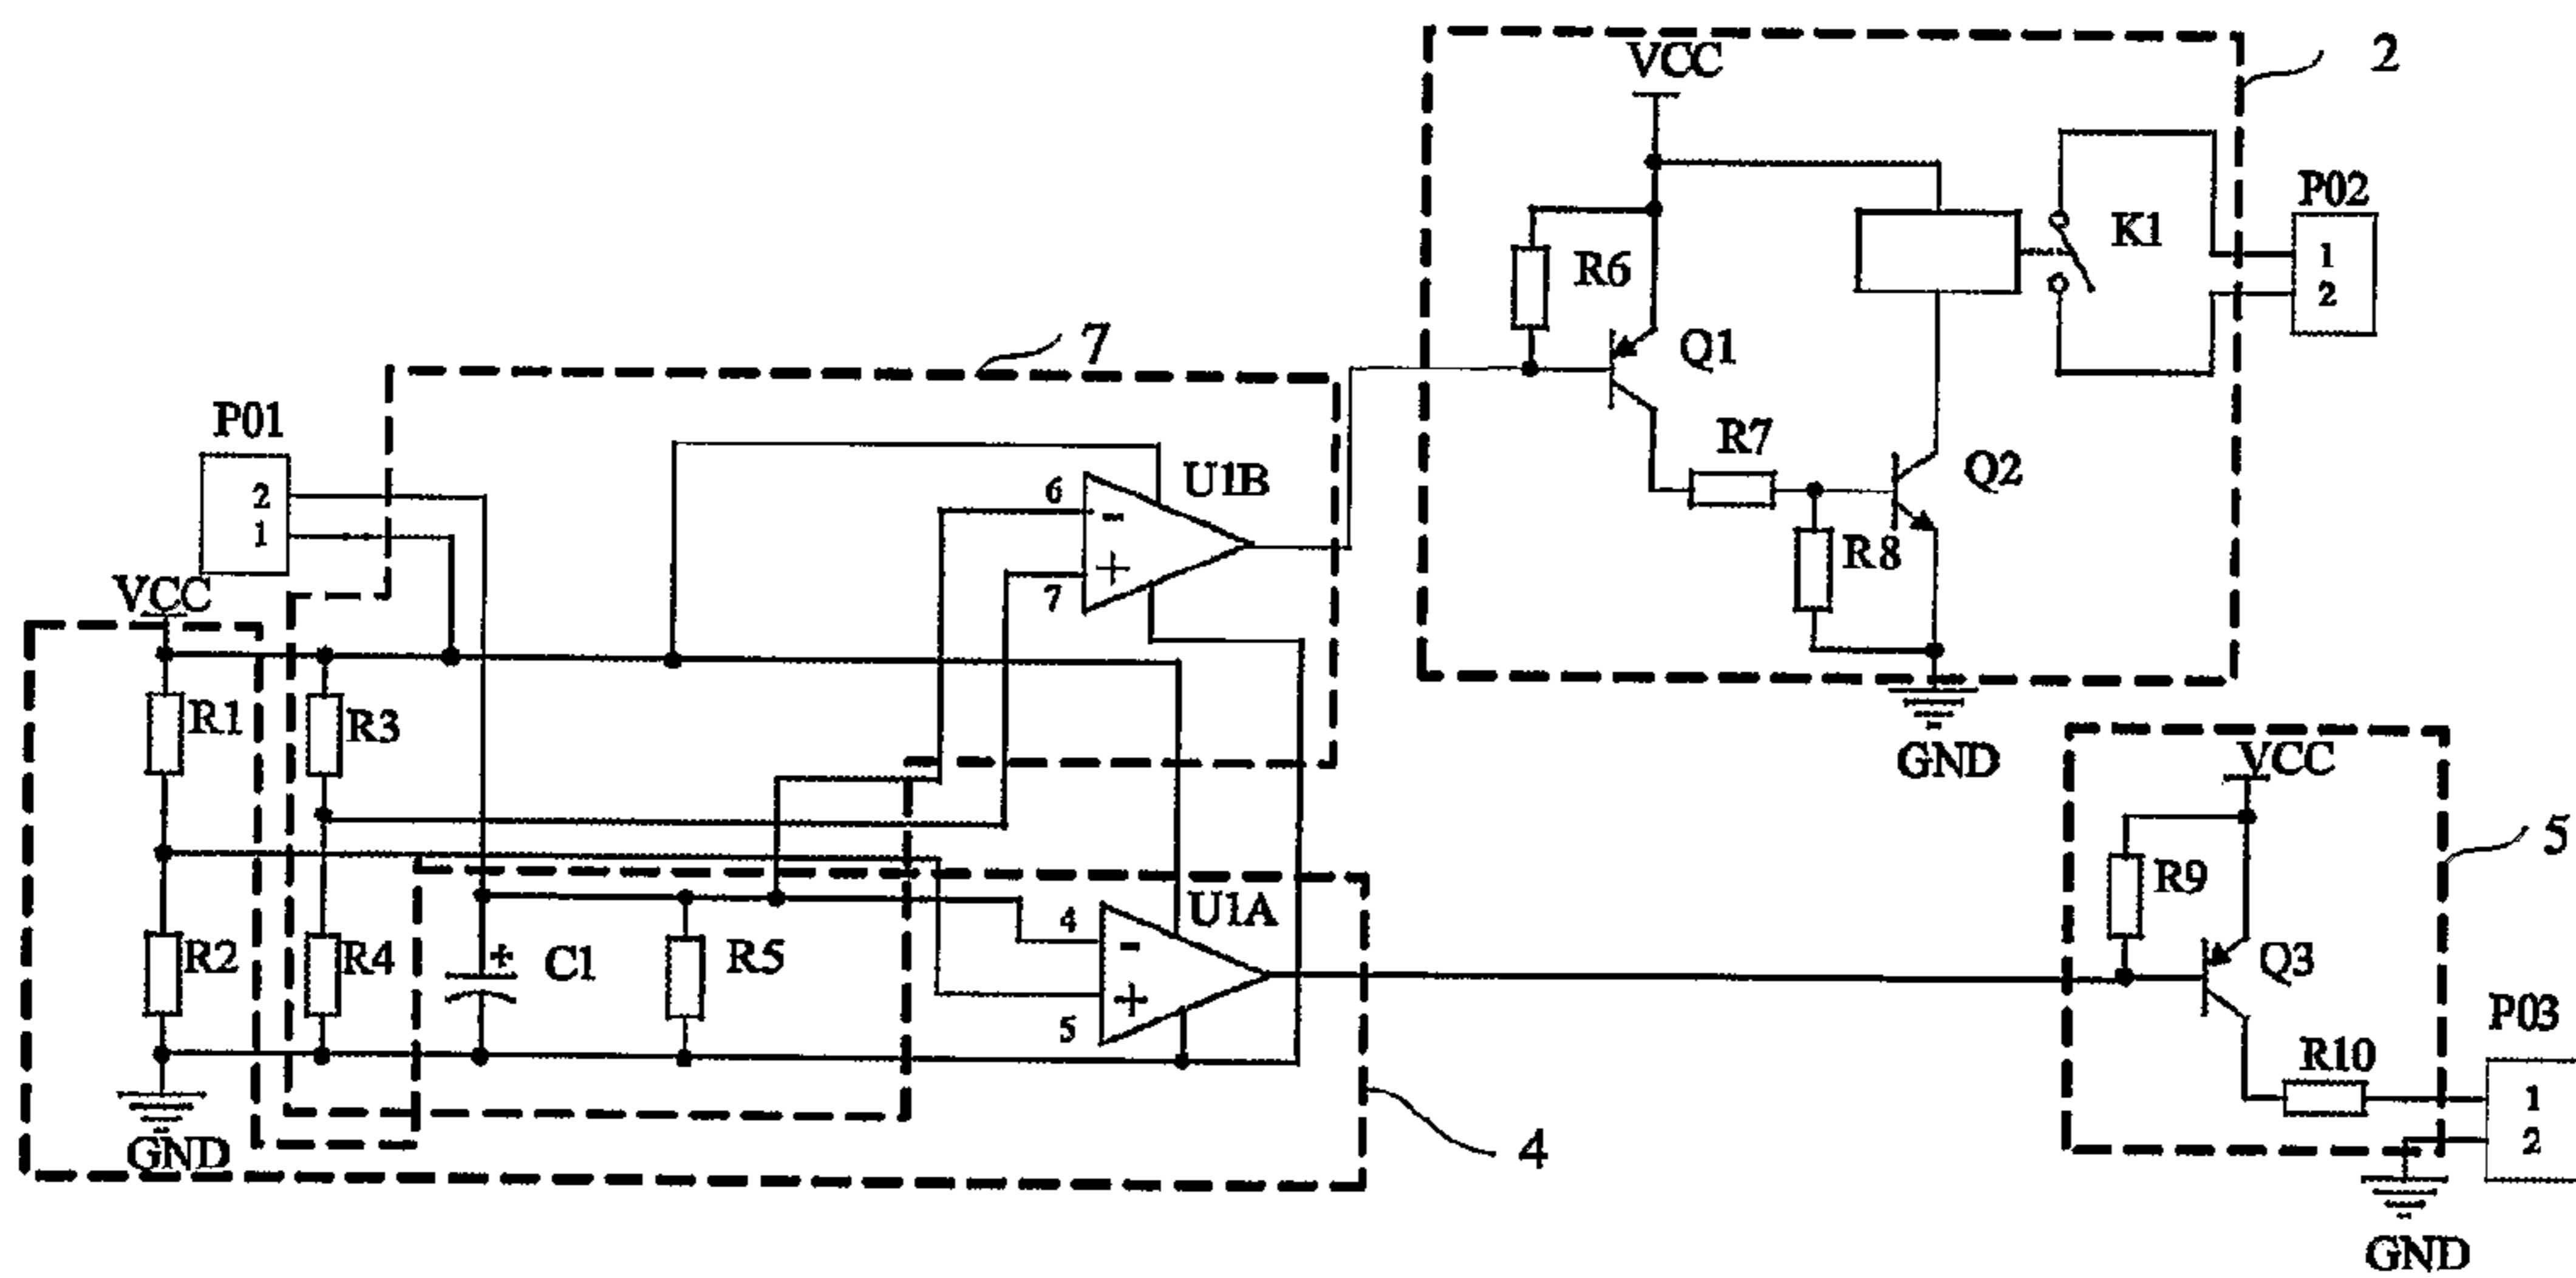 VCC
2
P02
K1
1
2
R6
Q1
7
P01
2
1
R7
Q2
6
U1B
-
+
7
R8
VCC
R1
R3
GND
VCC
5
R9
U1A
4
-
+
5
R2
R4
+
C1
R5
Q3
P03
R10
1
2
GND
4
GND